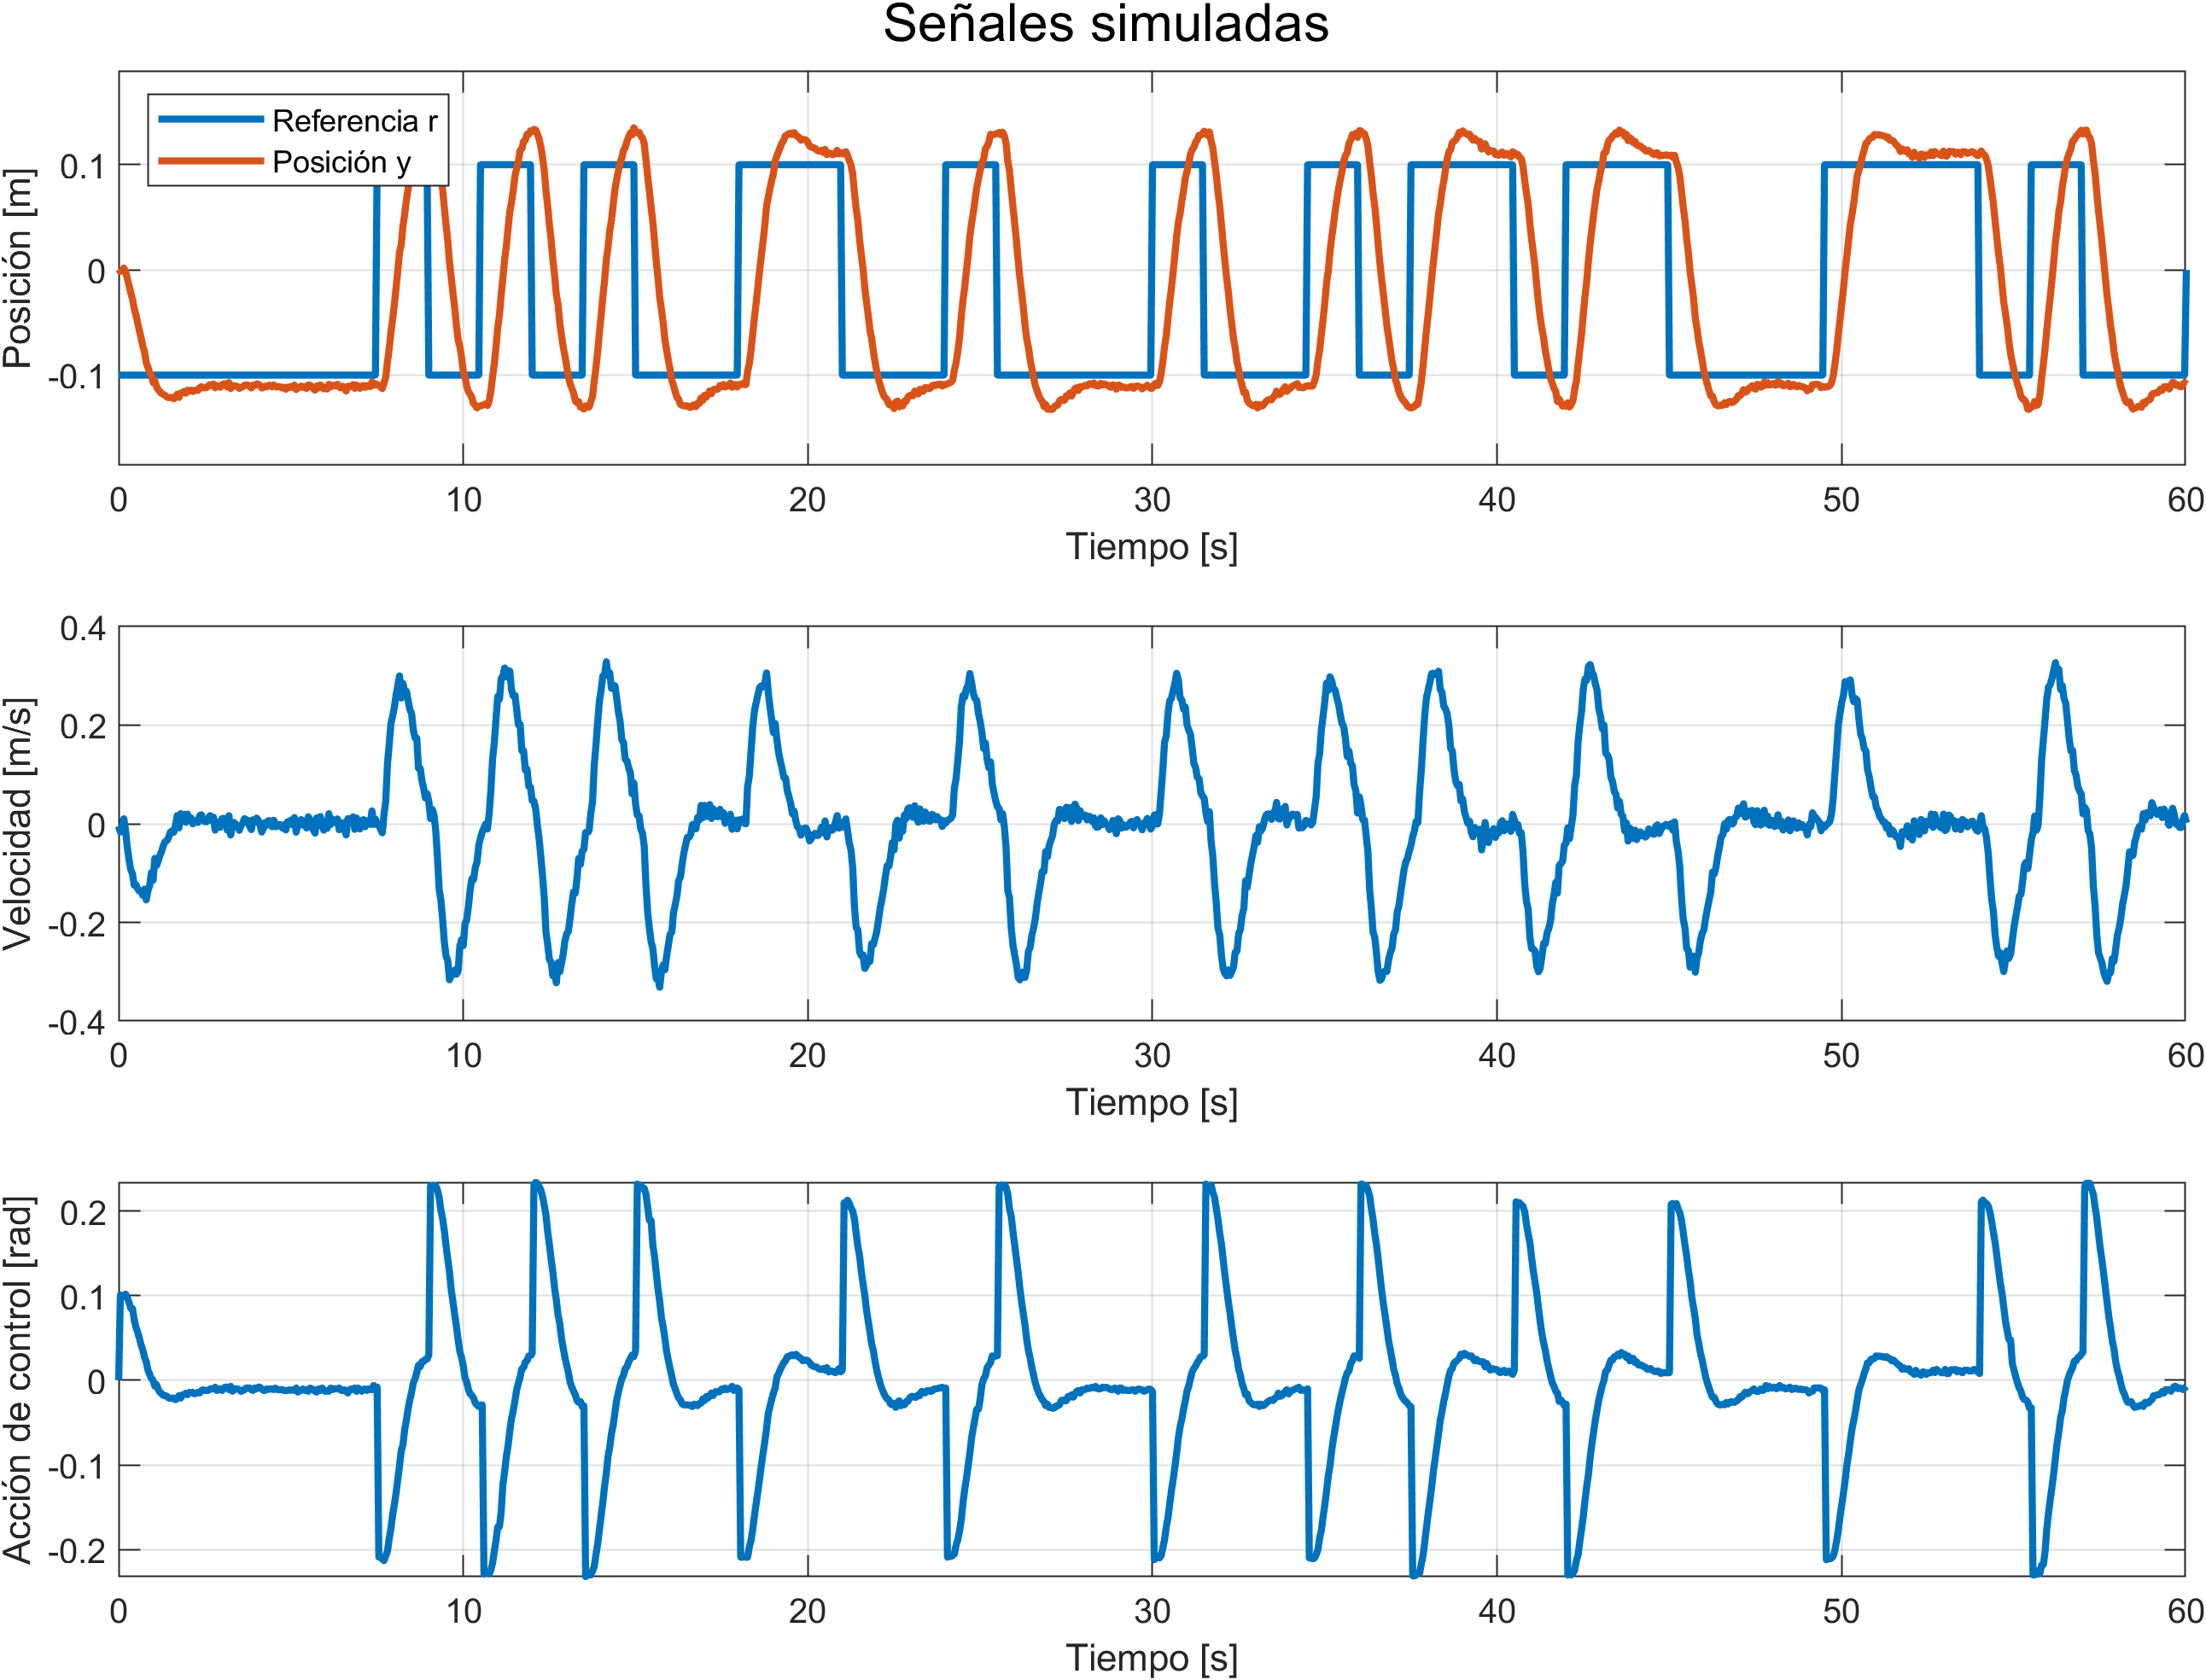 Señales simuladas
Referencia r
Posición y
Posición [m]
0.1
0
-0.1
0 10 20 30 40 50 60
Tiempo [s]
Velocidad [m/s]
0.4
0.2
0
-0.2
-0.4
0 10 20 30 40 50 60
Tiempo [s]
Acción de control [rad]
0.2
0.1
0
-0.1
-0.2
0 10 20 30 40 50 60
Tiempo [s]